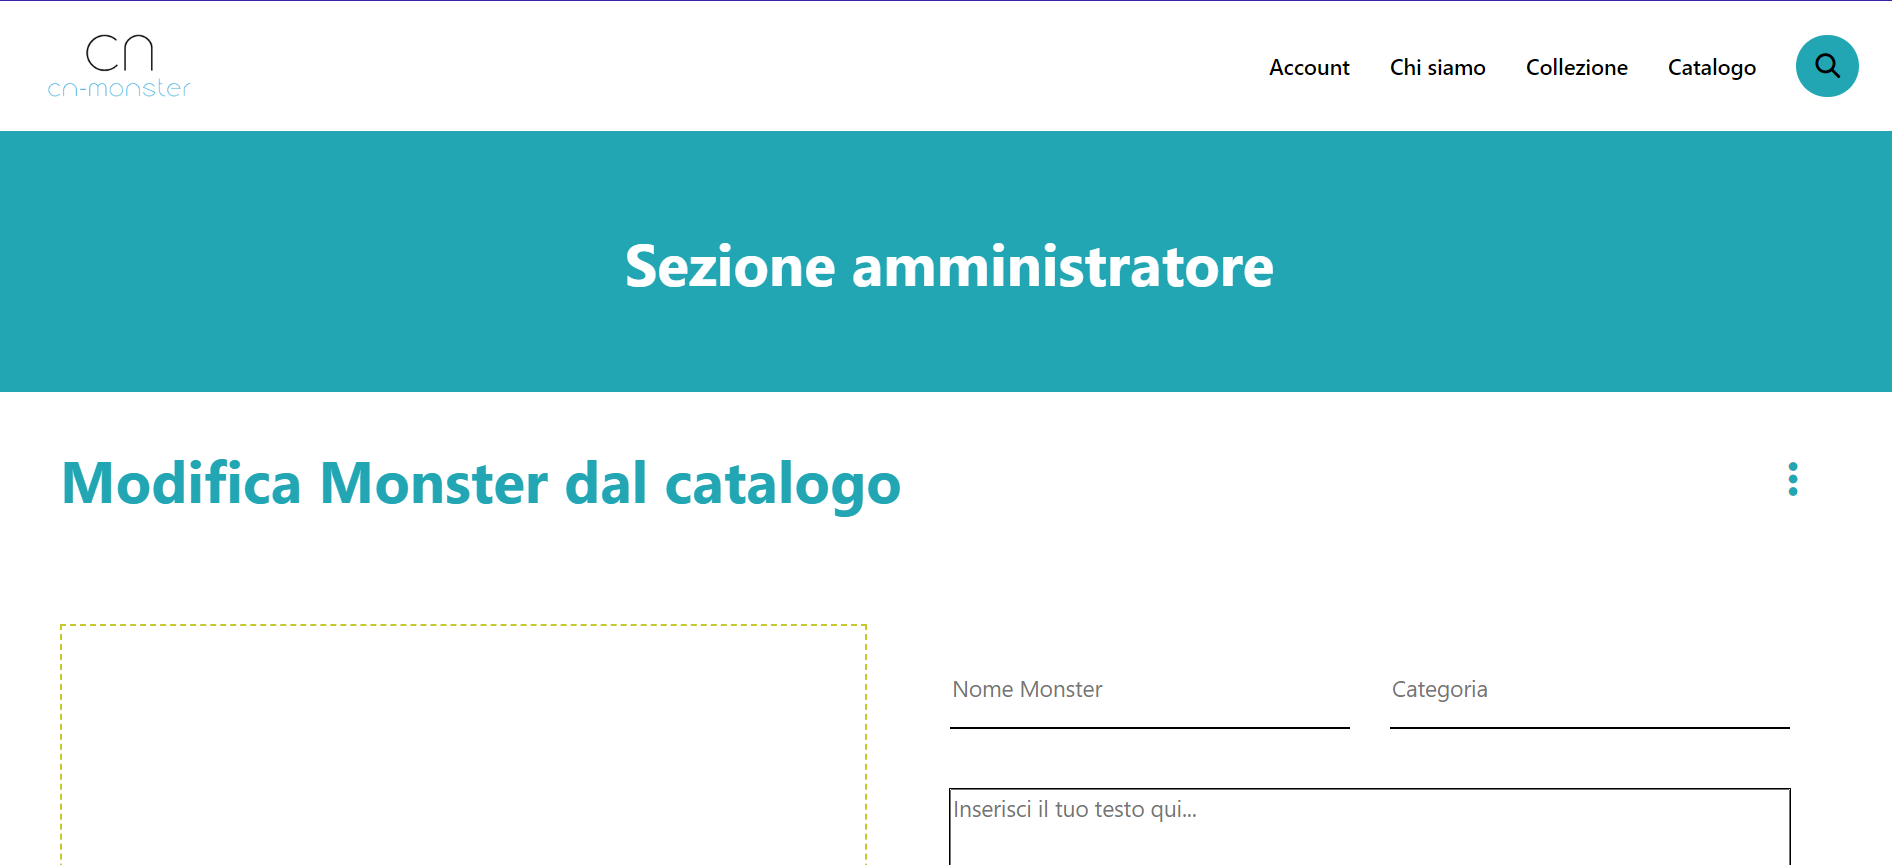 cn
cn-monster
Account
Chi siamo
Collezione
Catalogo
Sezione amministratore
Modifica Monster dal catalogo
Nome Monster
Categoria
Inserisci il tuo testo qui...